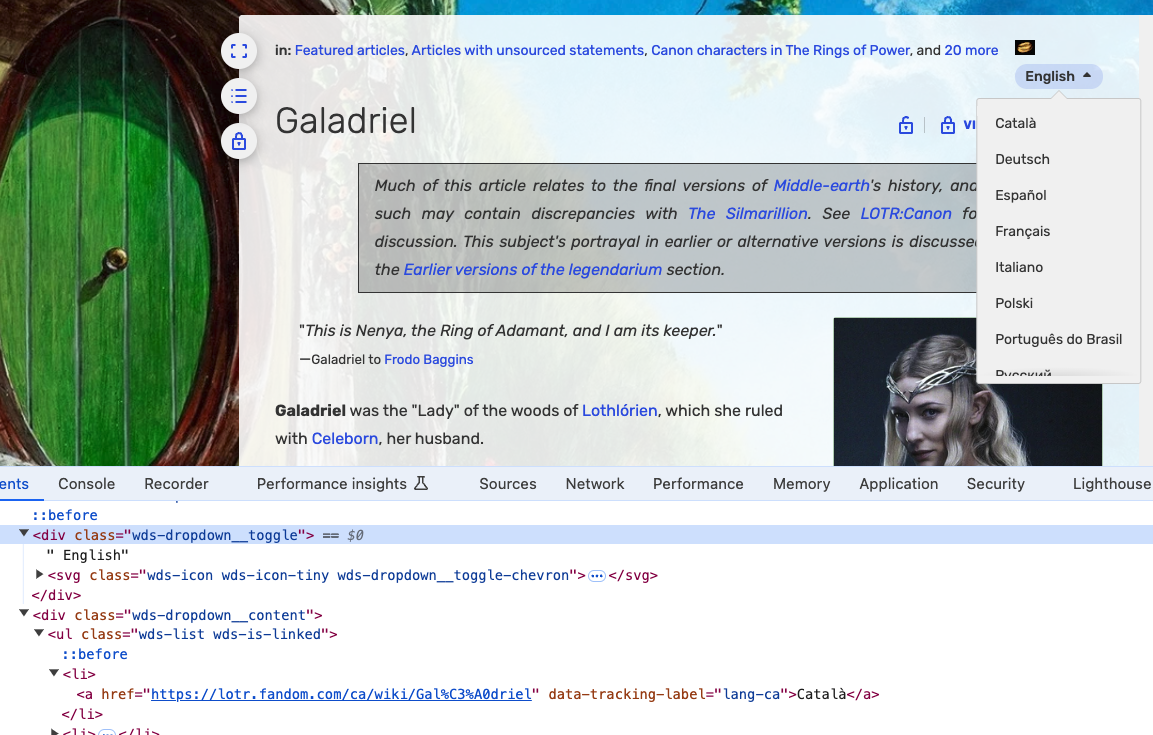 in: Featured articles, Articles with unsourced statements, Canon characters in The Rings of Power, and 20 more
English
Galadriel
Català
Deutsch
Español
Français
Italiano
Polski
Português do Brasil
Русский
Much of this article relates to the final versions of Middle-earth's history, and
such may contain discrepancies with The Silmarillion. See LOTR:Canon fo
discussion. This subject's portrayal in earlier or alternative versions is discusse
the Earlier versions of the legendarium section.
"This is Nenya, the Ring of Adamant, and I am its keeper."
—Galadriel to Frodo Baggins
Galadriel was the "Lady" of the woods of Lothlórien, which she ruled
with Celeborn, her husband.
ents Console Recorder Performance insights Sources Network Performance Memory Application Security Lighthouse
::before
<div class="wds-dropdown__toggle"> == $0
" English"
<svg class="wds-icon wds-icon-tiny wds-dropdown__toggle-chevron">…</svg>
</div>
<div class="wds-dropdown__content">
<ul class="wds-list wds-is-linked">
::before
<li>
<a href="https://lotr.fandom.com/ca/wiki/Gal%C3%A0driel" data-tracking-label="lang-ca">Català</a>
</li>
<li>…</li>